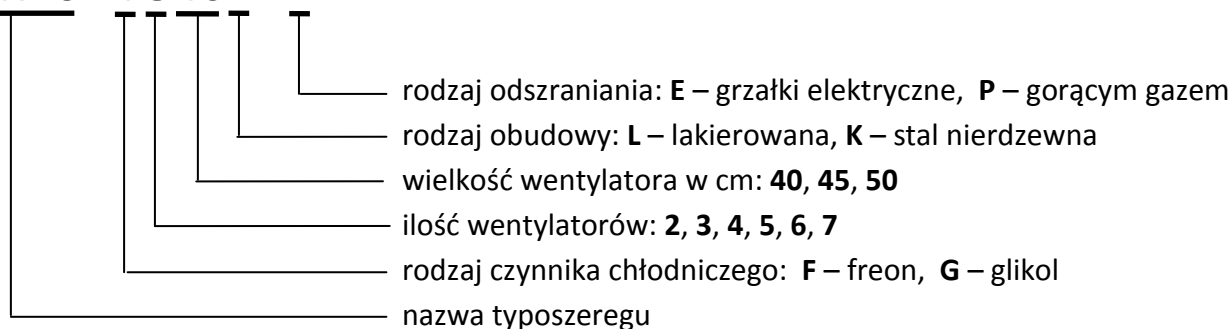 rodzaj odszraniania: E – grzałki elektryczne, P – gorącym gazem
rodzaj obudowy: L – lakierowana, K – stal nierdzewna
wielkość wentylatora w cm: 40, 45, 50
ilość wentylatorów: 2, 3, 4, 5, 6, 7
rodzaj czynnika chłodniczego: F – freon, G – glikol
nazwa typoszeregu